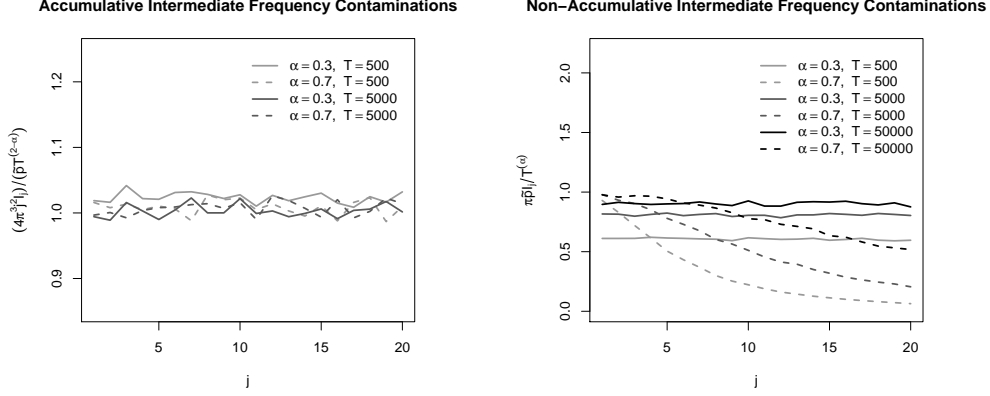 Accumulative Intermediate Frequency Contaminations
(4π³j²I_j)/(p̃T^(2−α))
0.9 1.0 1.1 1.2
α = 0.3, T = 500
α = 0.7, T = 500
α = 0.3, T = 5000
α = 0.7, T = 5000
5 10 15 20
j
Non−Accumulative Intermediate Frequency Contaminations
πp̃I_j/T^(α)
0.0 0.5 1.0 1.5 2.0
α = 0.3, T = 500
α = 0.7, T = 500
α = 0.3, T = 5000
α = 0.7, T = 5000
α = 0.3, T = 50000
α = 0.7, T = 50000
5 10 15 20
j